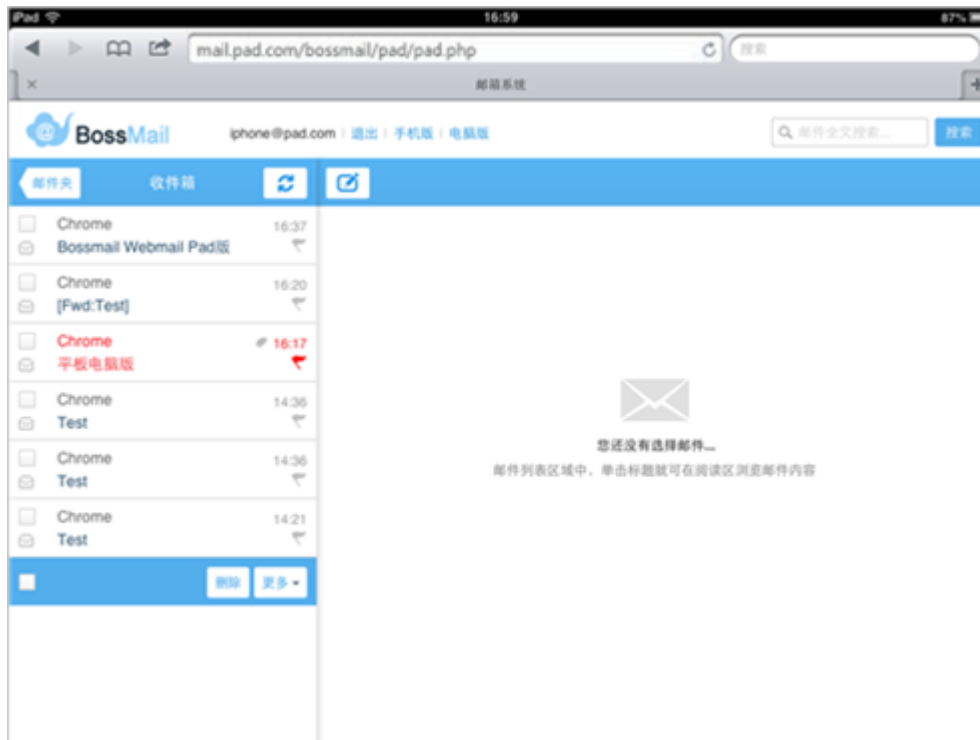 iPad 16:59 87%
mail.pad.com/bossmail/pad/pad.php 搜索
邮箱系统
BossMail iphone@pad.com 退出 手机版 电脑版 邮件全文搜索... 搜索
邮件夹 收件箱
Chrome 16:37
Bossmail Webmail Pad版
Chrome 16:20
[Fwd:Test]
Chrome 16:17
平板电脑版
Chrome 14:36
Test
Chrome 14:36
Test
Chrome 14:21
Test
删除 更多
您还没有选择邮件...
邮件列表区域中，单击标题就可在阅读区浏览邮件内容